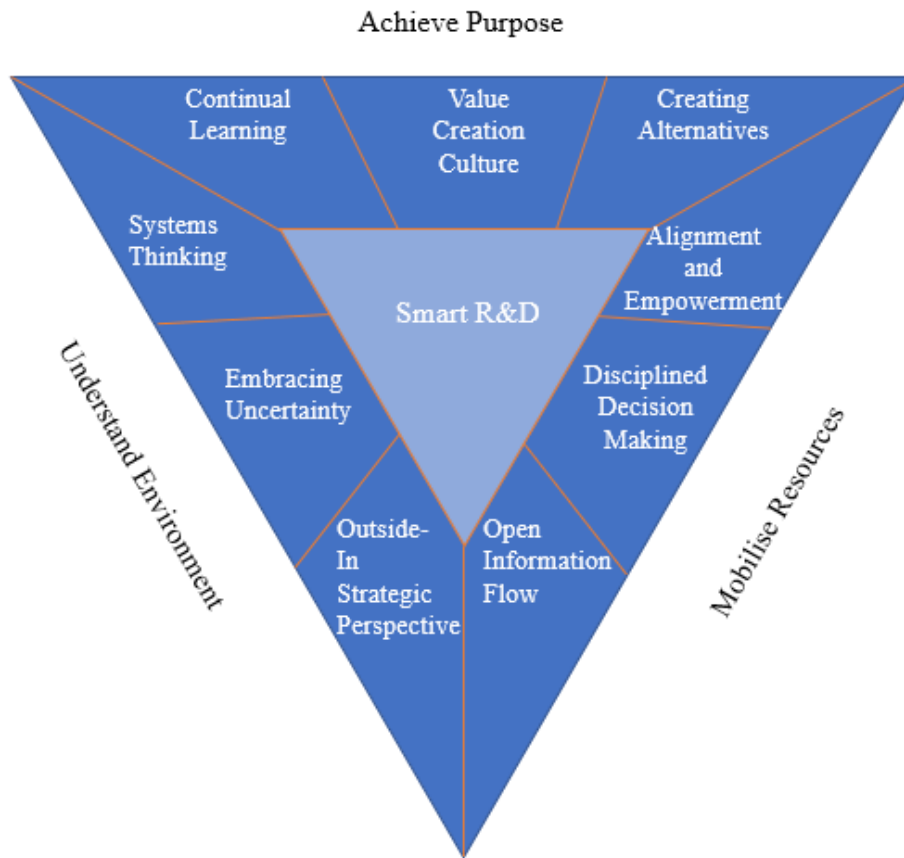 Achieve Purpose
Continual
Learning
Value
Creation
Culture
Creating
Alternatives
Systems
Thinking
Alignment
and
Empowerment
Smart R&D
Embracing
Uncertainty
Disciplined
Decision
Making
Understand Environment
Mobilise Resources
Outside-
In
Strategic
Perspective
Open
Information
Flow